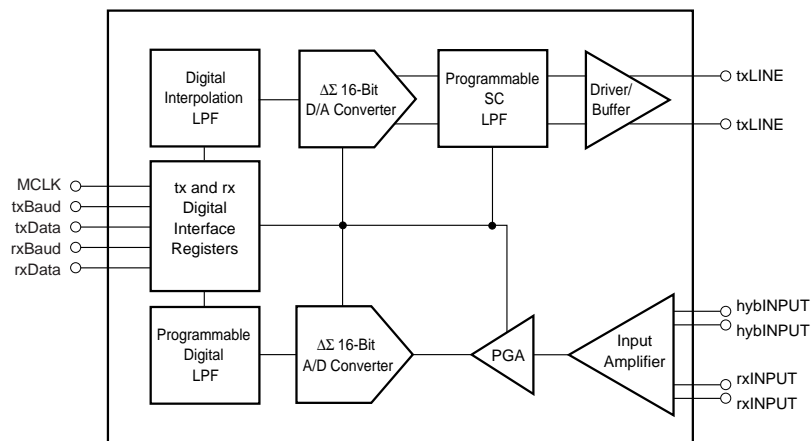 Digital
Interpolation
LPF
ΔΣ 16-Bit
D/A Converter
Programmable
SC
LPF
Driver/
Buffer
txLINE
txLINE
MCLK
txBaud
txData
rxBaud
rxData
tx and rx
Digital
Interface
Registers
Programmable
Digital
LPF
ΔΣ 16-Bit
A/D Converter
PGA
Input
Amplifier
hybINPUT
hybINPUT
rxINPUT
rxINPUT